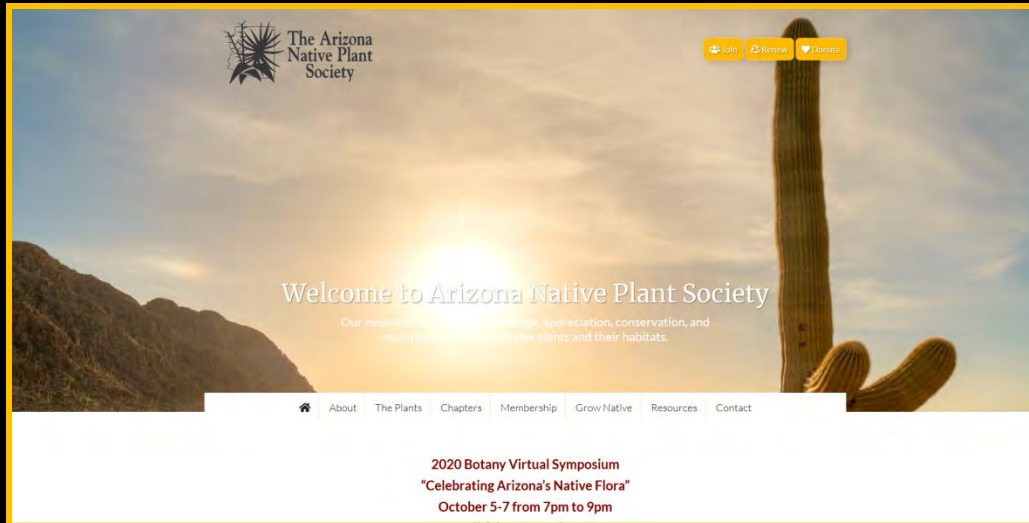 The Arizona
Native Plant
Society
Join Renew Donate
Welcome to Arizona Native Plant Society
Our appreciation, conservation, and
plants and their habitats.
About The Plants Chapters Membership Grow Native Resources Contact
2020 Botany Virtual Symposium
“Celebrating Arizona’s Native Flora”
October 5-7 from 7pm to 9pm